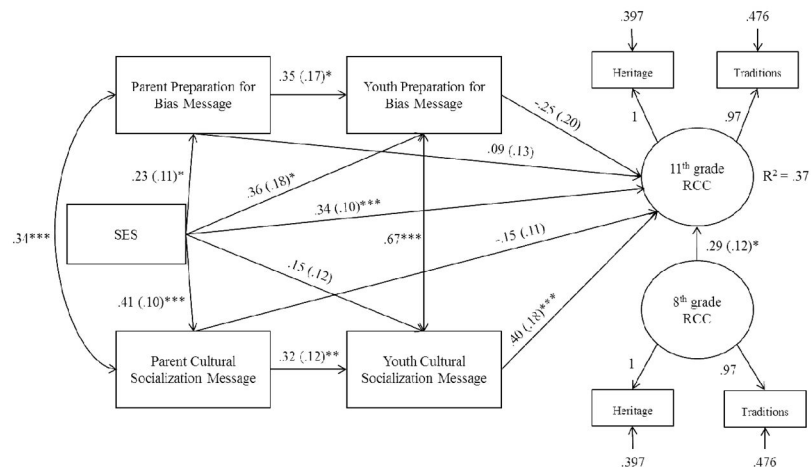 .397
.476
Heritage
Traditions
1
.97
Parent Preparation for
Bias Message
.35 (.17)*
Youth Preparation for
Bias Message
-.25 (.20)
.09 (.13)
11th grade
RCC
R² = .37
.23 (.11)*
.36 (.18)*
.34 (.10)***
SES
.34***
.67***
-.15 (.11)
.29 (.12)*
.15 (.12)
.41 (.10)***
.40 (.18)***
8th grade
RCC
Parent Cultural
Socialization Message
.32 (.12)**
Youth Cultural
Socialization Message
1
.97
Heritage
Traditions
.397
.476